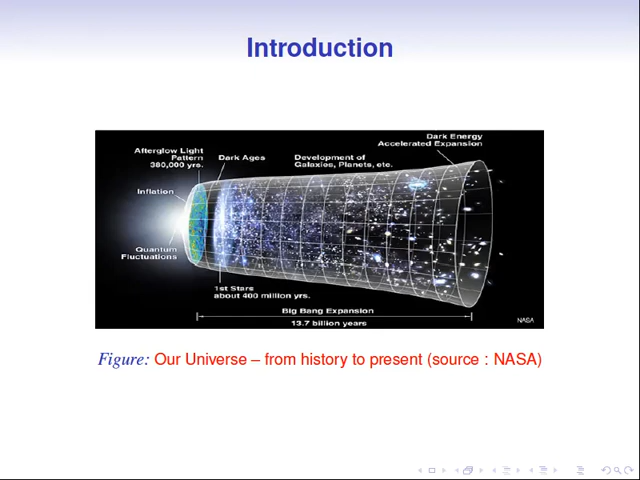 Introduction
Dark Energy
Accelerated Expansion
Afterglow Light
Pattern
380,000 yrs.
Dark Ages
Development of
Galaxies, Planets, etc.
Inflation
Quantum
Fluctuations
1st Stars
about 400 million yrs.
Big Bang Expansion
13.7 billion years
NASA
Figure: Our Universe – from history to present (source : NASA)